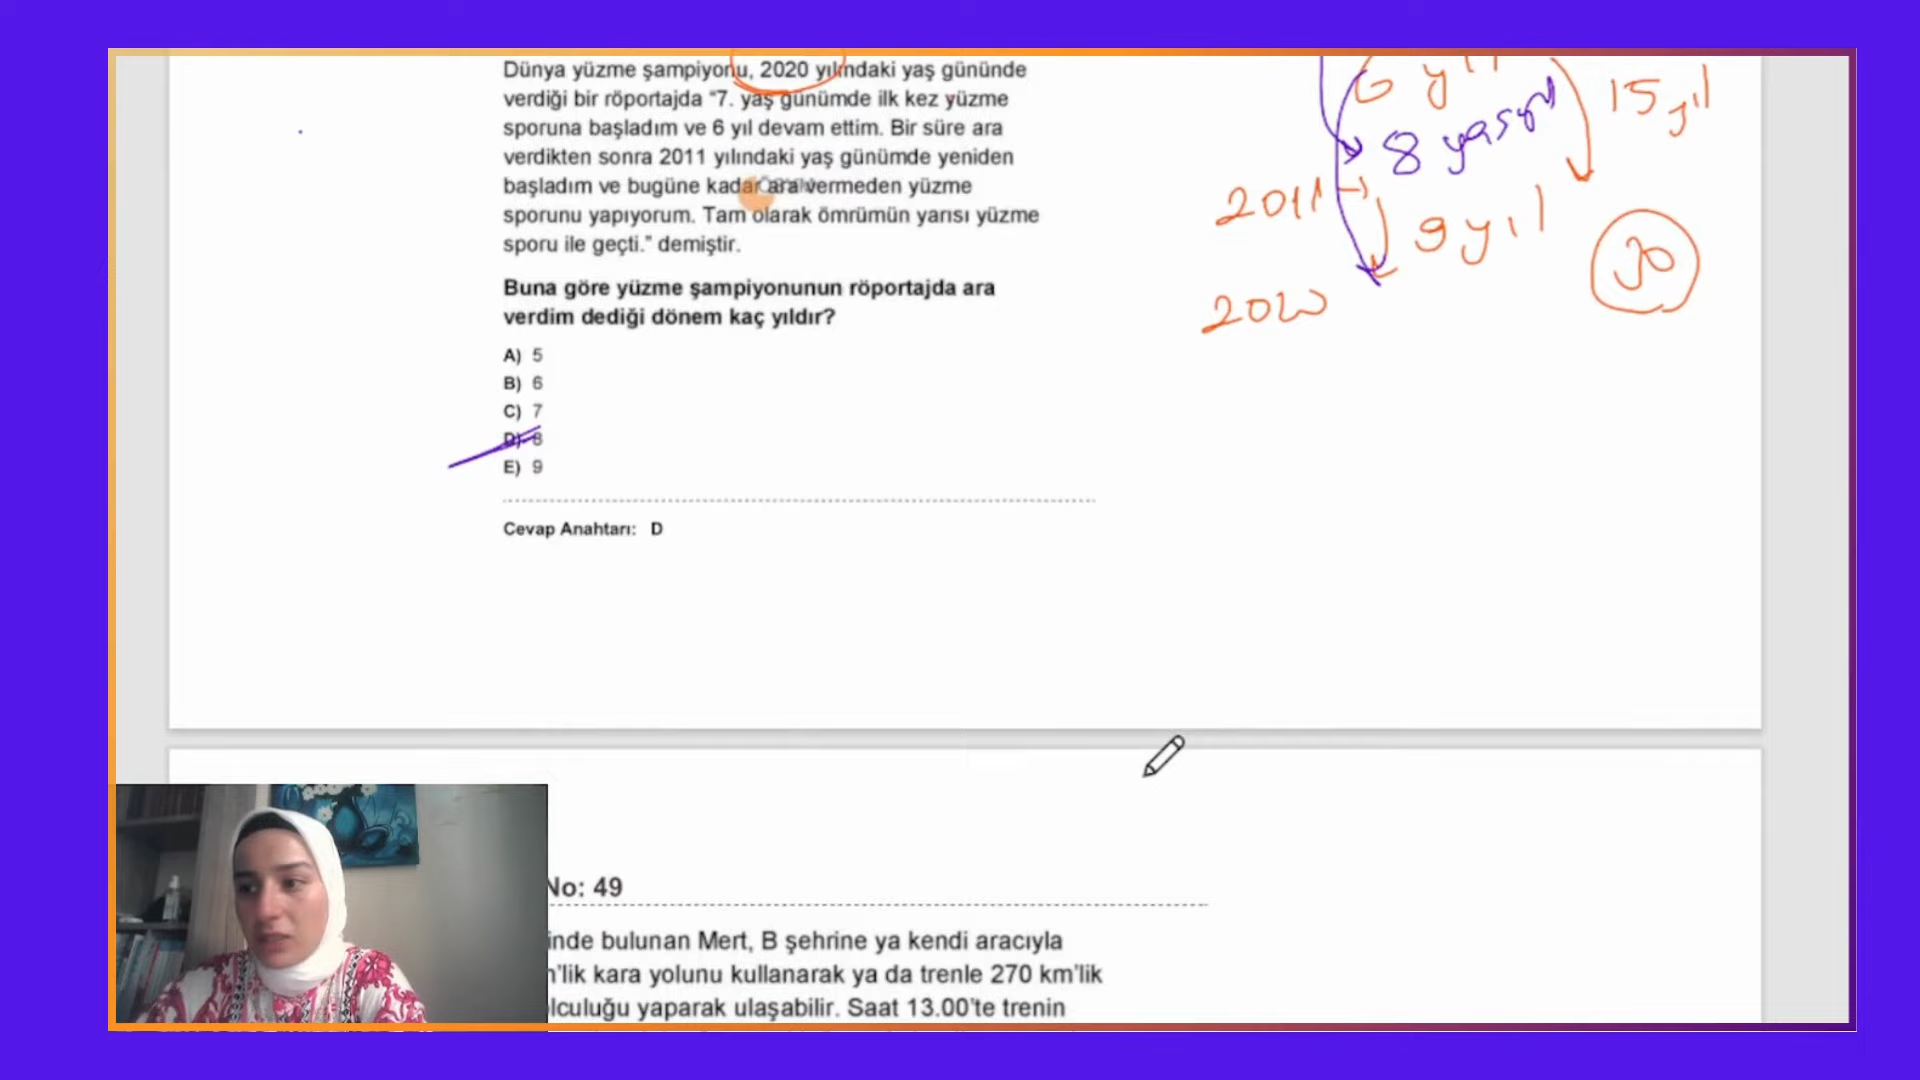 Dünya yüzme şampiyonu, 2020 yılındaki yaş gününde
verdiği bir röportajda “7. yaş günümde ilk kez yüzme
sporuna başladım ve 6 yıl devam ettim. Bir süre ara
verdikten sonra 2011 yılındaki yaş günümde yeniden
başladım ve bugüne kadar ara vermeden yüzme
sporunu yapıyorum. Tam olarak ömrümün yarısı yüzme
sporu ile geçti.” demiştir.
Buna göre yüzme şampiyonunun röportajda ara
verdim dediği dönem kaç yıldır?
A) 5
B) 6
C) 7
D) 8
E) 9
Cevap Anahtarı: D
6 yıl
15 yıl
8
2011
9 yıl
30
2020
No: 49
inde bulunan Mert, B şehrine ya kendi aracıyla
'lik kara yolunu kullanarak ya da trenle 270 km'lik
lculuğu yaparak ulaşabilir. Saat 13.00'te trenin